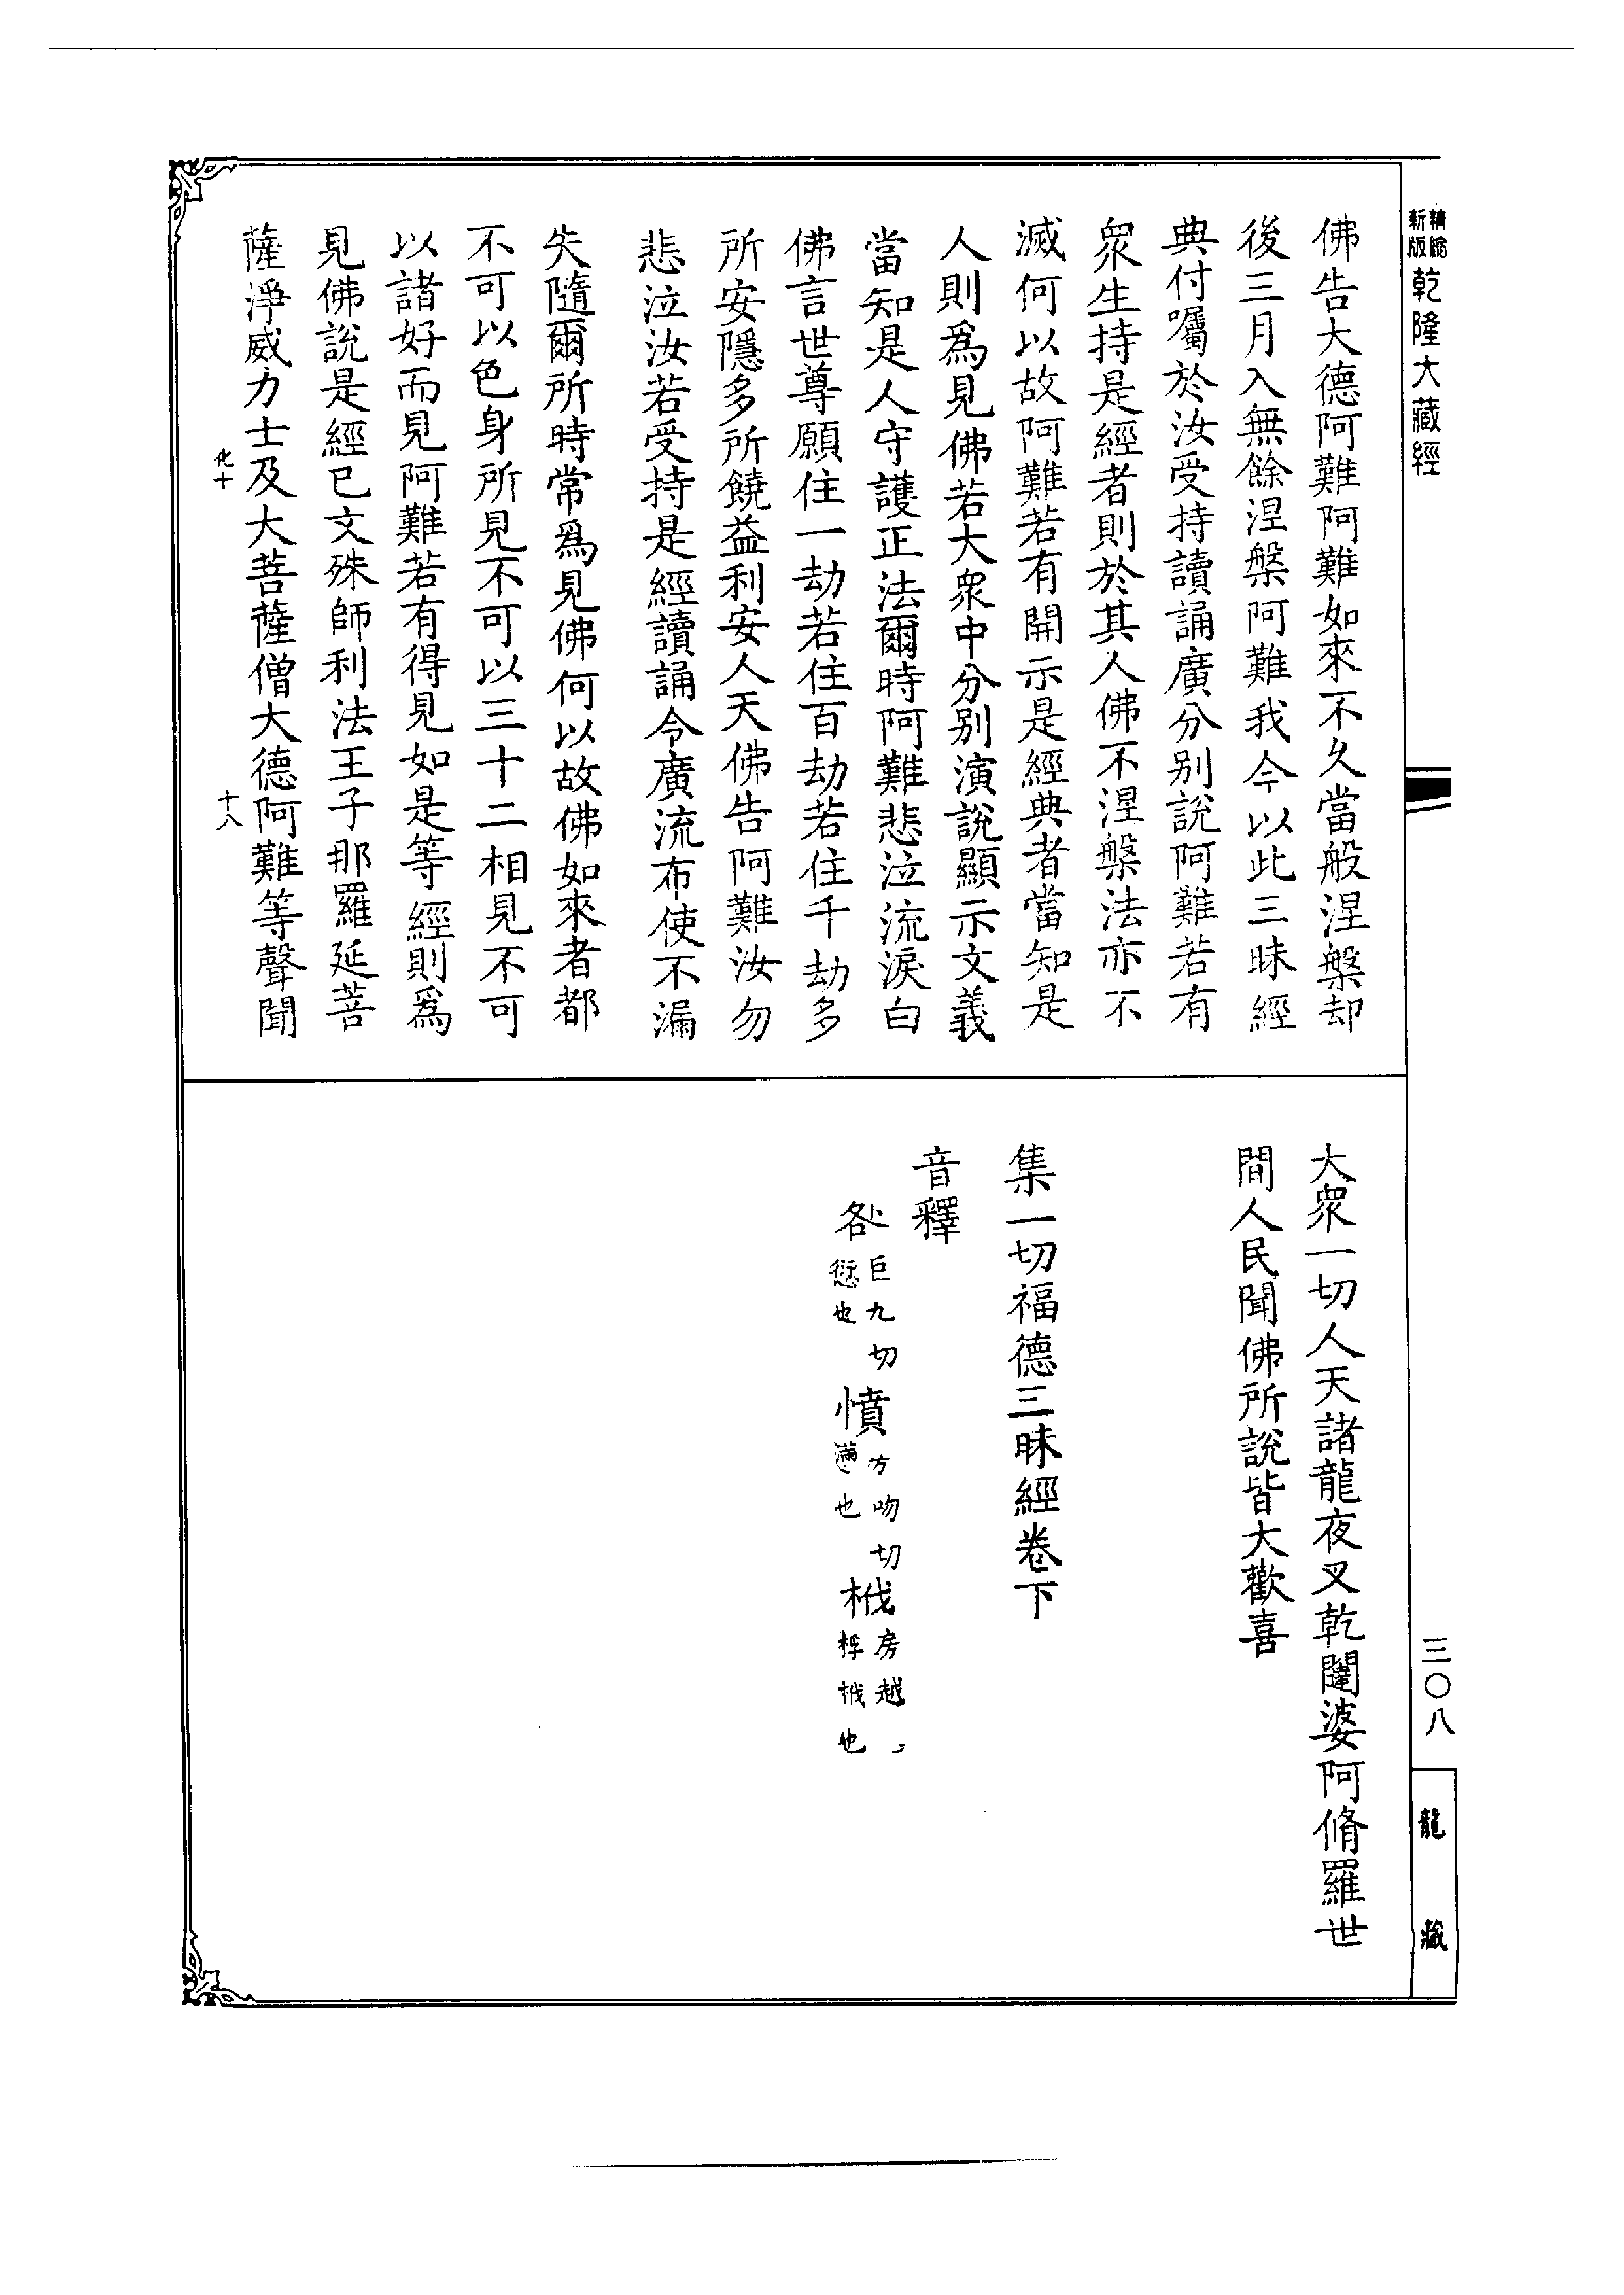 精縮新版乾隆大藏經
佛告大德阿難阿難如來不久當般涅槃却
後三月入無餘涅槃阿難我今以此三昧經
典付囑於汝受持讀誦廣分別說阿難若有
衆生持是經者則於其人佛不涅槃法亦不
滅何以故阿難若有開示是經典者當知是
人則爲見佛若大衆中分別演說顯示文義
當知是人守護正法爾時阿難悲泣流淚白
佛言世尊願住一劫若住百劫若住千劫多
所安隱多所饒益利安人天佛告阿難汝勿
悲泣汝若受持是經讀誦令廣流布使不漏
失隨爾所時常爲見佛何以故佛如來者都
不可以色身所見不可以三十二相見不可
以諸好而見阿難若有得見如是等經則爲
見佛說是經已文殊師利法王子那羅延菩
薩淨威力士及大菩薩僧大德阿難等聲聞
化十 十八
大衆一切人天諸龍夜叉乾闥婆阿脩羅世
間人民聞佛所說皆大歡喜
集一切福德三昧經卷下
音釋
咎巨九切愆也憤房吻切懣也栰房越切桴栰也
三〇八
龍藏